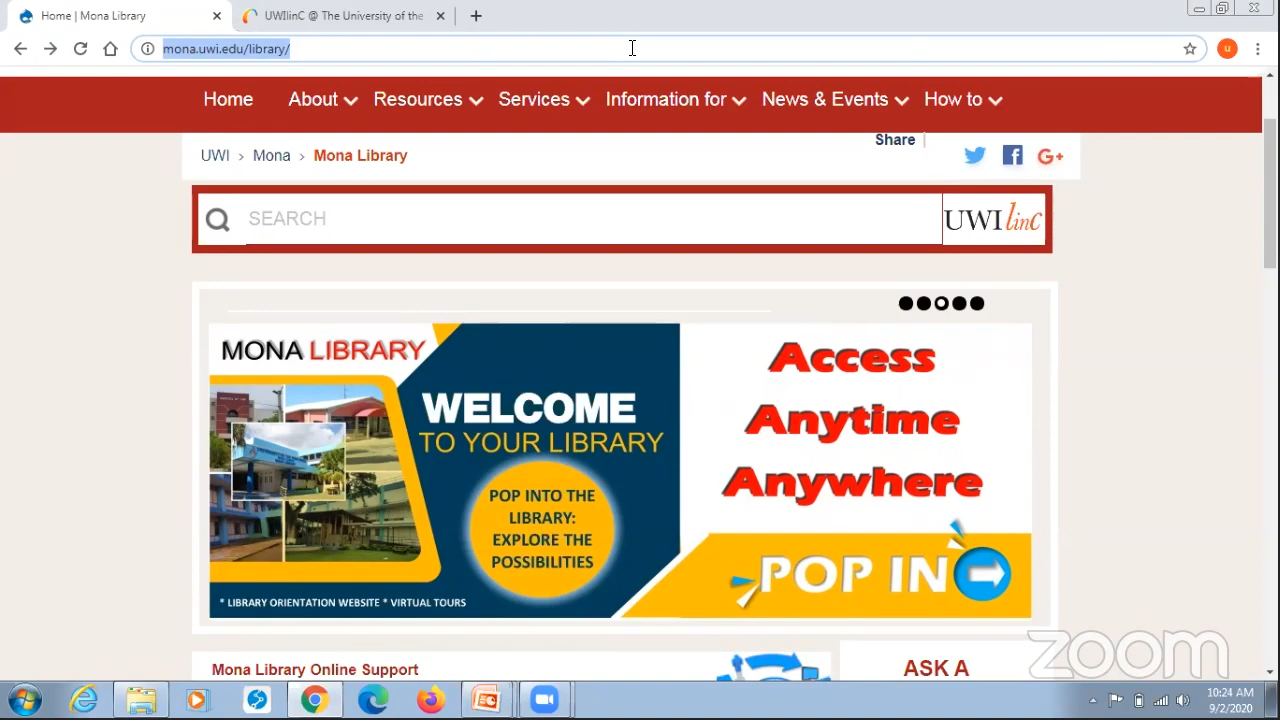 Home | Mona Library
UWIlinC @ The University of the
mona.uwi.edu/library/
u
Home About Resources Services Information for News & Events How to
Share
UWI › Mona › Mona Library
G+
SEARCH
UWIlinC
MONA LIBRARY
WELCOME
TO YOUR LIBRARY
POP INTO THE
LIBRARY:
EXPLORE THE
POSSIBILITIES
* LIBRARY ORIENTATION WEBSITE * VIRTUAL TOURS
Access
Anytime
Anywhere
POP IN
Mona Library Online Support
ASK A
zoom
10:24 AM
9/2/2020